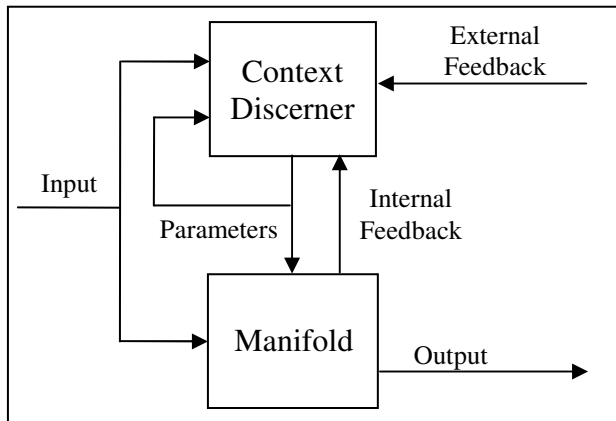 External
Feedback
Context
Discerner
Input
Parameters
Internal
Feedback
Manifold
Output